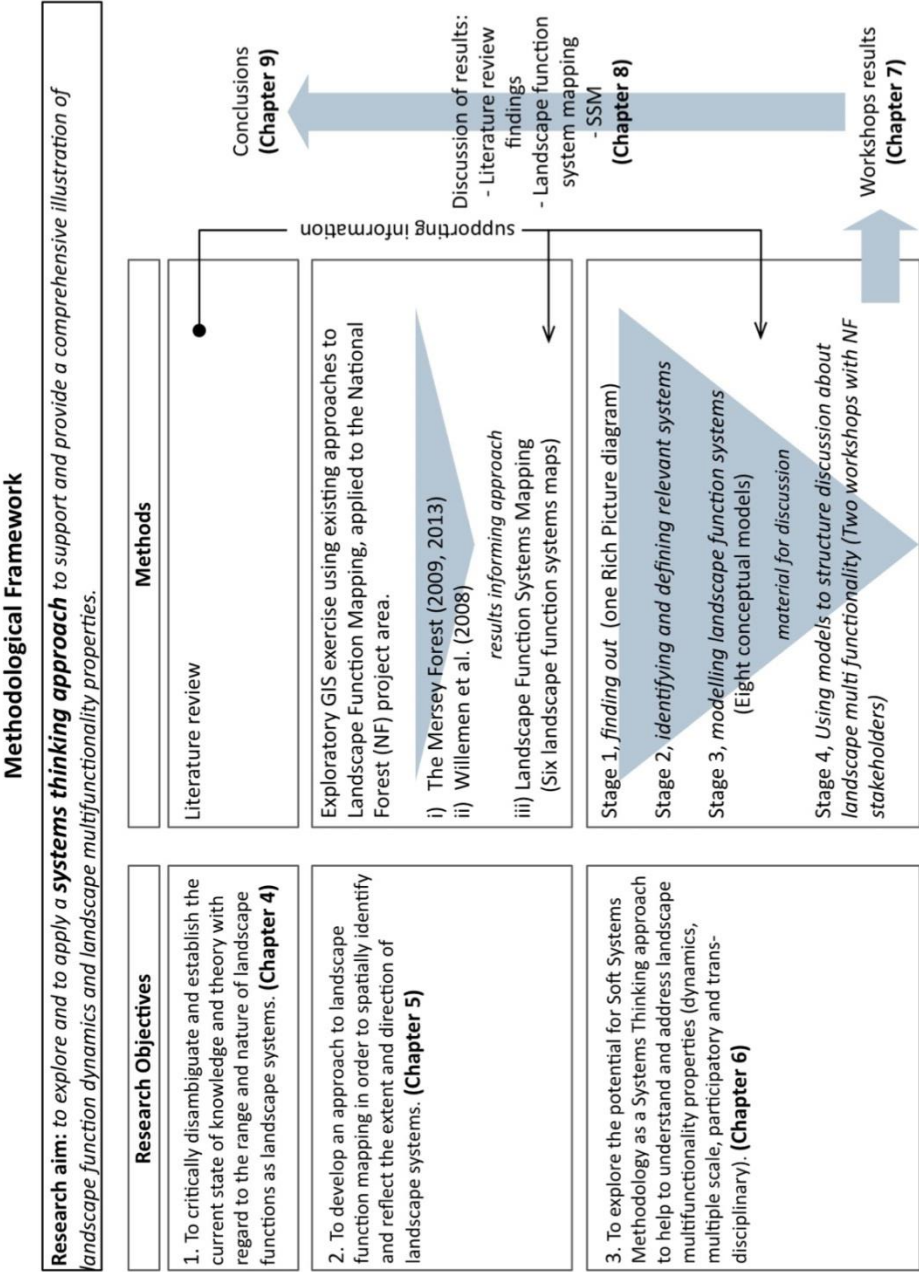 Methodological Framework
Research aim: to explore and to apply a systems thinking approach to support and provide a comprehensive illustration of
landscape function dynamics and landscape multifunctionality properties.
Research Objectives
Methods
1. To critically disambiguate and establish the
current state of knowledge and theory with
regard to the range and nature of landscape
functions as landscape systems. (Chapter 4)
Literature review
2. To develop an approach to landscape
function mapping in order to spatially identify
and reflect the extent and direction of
landscape systems. (Chapter 5)
Exploratory GIS exercise using existing approaches to
Landscape Function Mapping, applied to the National
Forest (NF) project area.
i) The Mersey Forest (2009, 2013)
ii) Willemen et al. (2008)
results informing approach
iii) Landscape Function Systems Mapping
(Six landscape function systems maps)
3. To explore the potential for Soft Systems
Methodology as a Systems Thinking approach
to help to understand and address landscape
multifunctionality properties (dynamics,
multiple scale, participatory and trans-
disciplinary). (Chapter 6)
Stage 1, finding out (one Rich Picture diagram)
Stage 2, identifying and defining relevant systems
Stage 3, modelling landscape function systems
(Eight conceptual models)
material for discussion
Stage 4, Using models to structure discussion about
landscape multi functionality (Two workshops with NF
stakeholders)
supporting information
Workshops results
(Chapter 7)
Discussion of results:
- Literature review
findings
- Landscape function
system mapping
- SSM
(Chapter 8)
Conclusions
(Chapter 9)